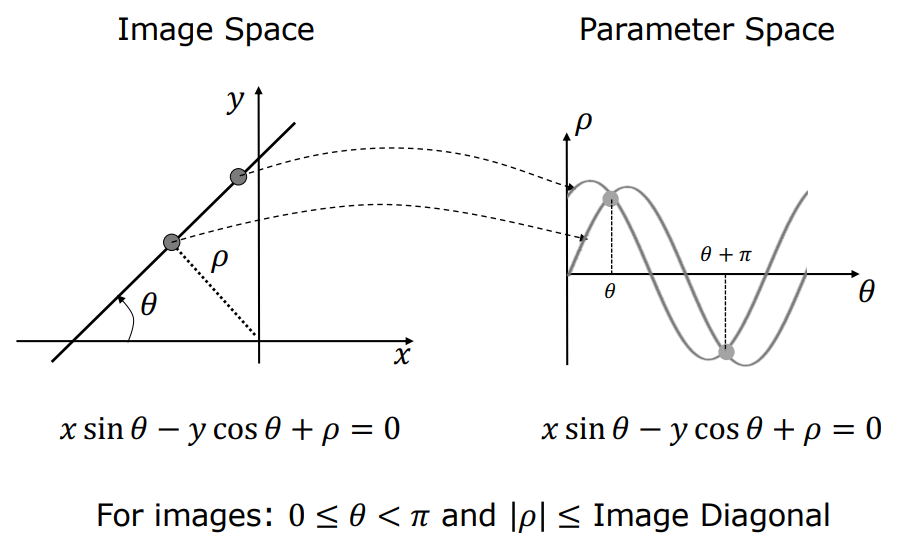 Image Space
Parameter Space
y
ρ
θ
x
ρ
θ + π
θ
θ
x sin θ − y cos θ + ρ = 0
x sin θ − y cos θ + ρ = 0
For images: 0 ≤ θ < π and |ρ| ≤ Image Diagonal